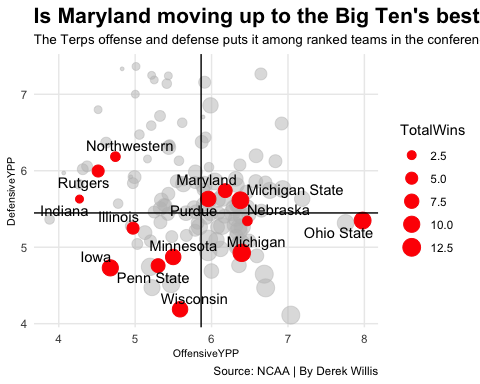 Is Maryland moving up to the Big Ten's best
The Terps offense and defense puts it among ranked teams in the conferen
DefensiveYPP
7
6
5
4
Northwestern
Rutgers
Indiana
Illinois
Iowa
Penn State
Minnesota
Wisconsin
Maryland
Purdue
Michigan State
Nebraska
Michigan
Ohio State
4 5 6 7 8
OffensiveYPP
TotalWins
2.5
5.0
7.5
10.0
12.5
Source: NCAA | By Derek Willis